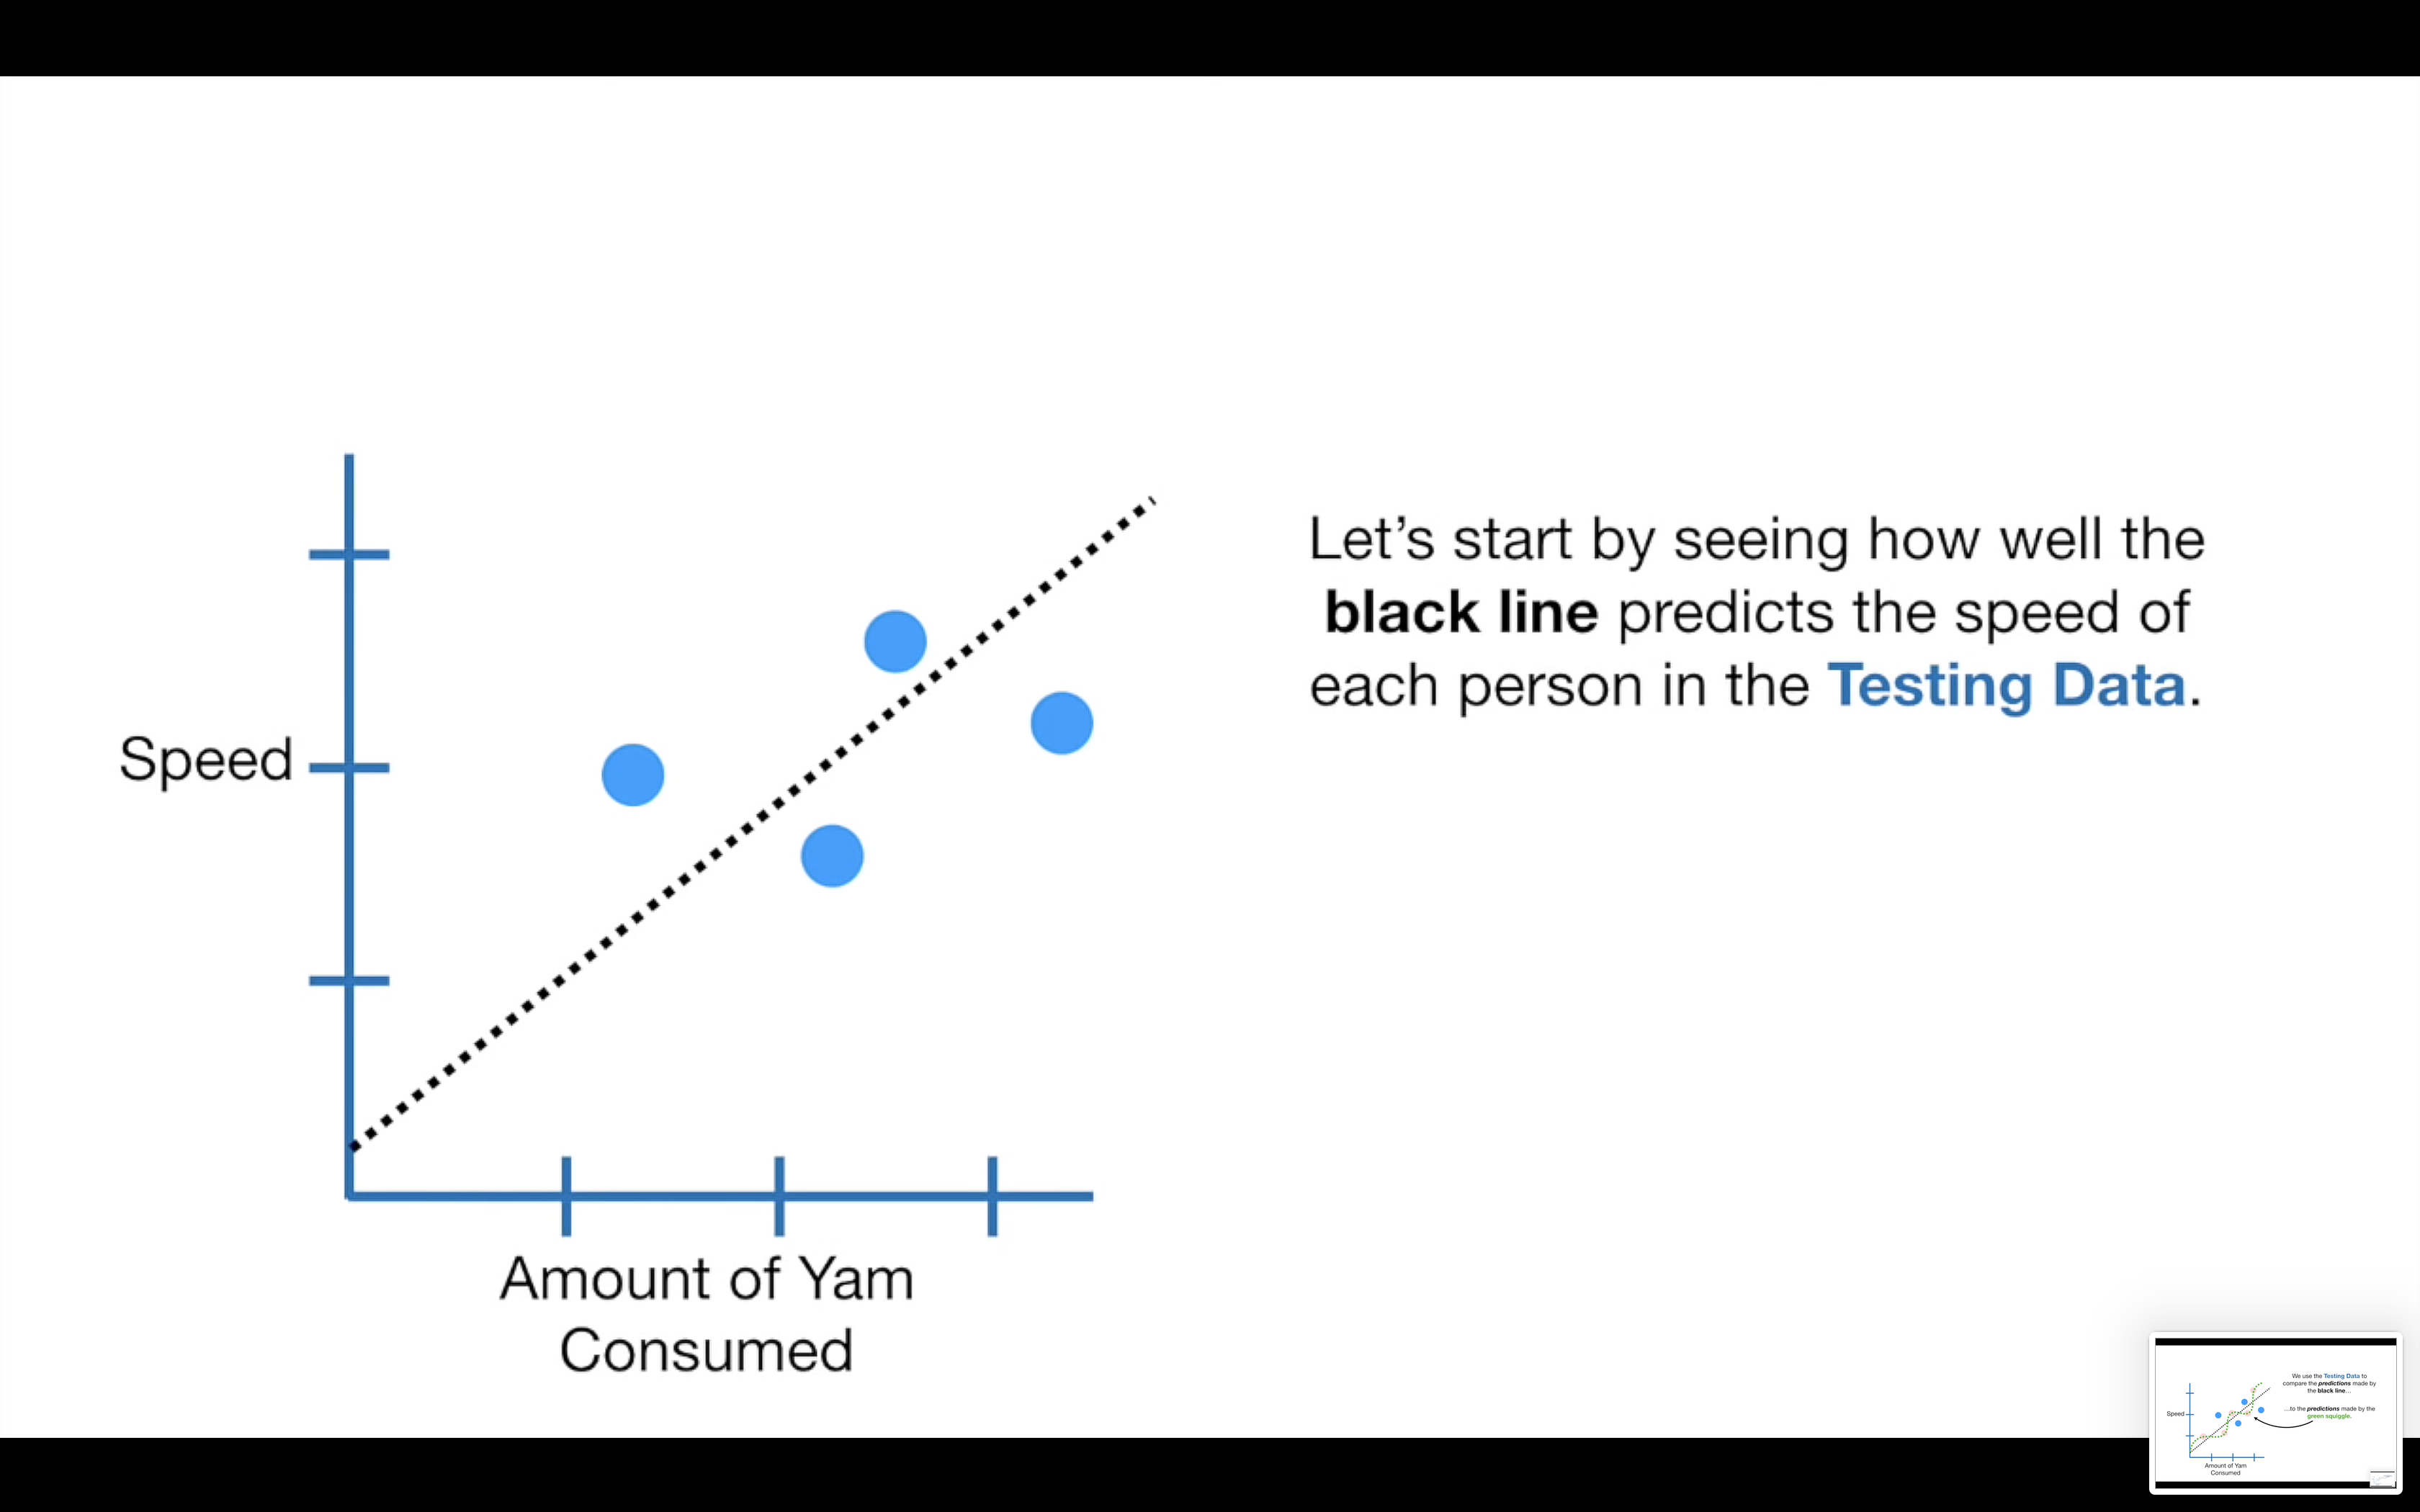 Let's start by seeing how well the
black line predicts the speed of
each person in the Testing Data.
Speed
Amount of Yam
Consumed
We use the Testing Data to
compare the predictions made by
the black line…
…to the predictions made by the
green squiggle.
Speed
Amount of Yam
Consumed